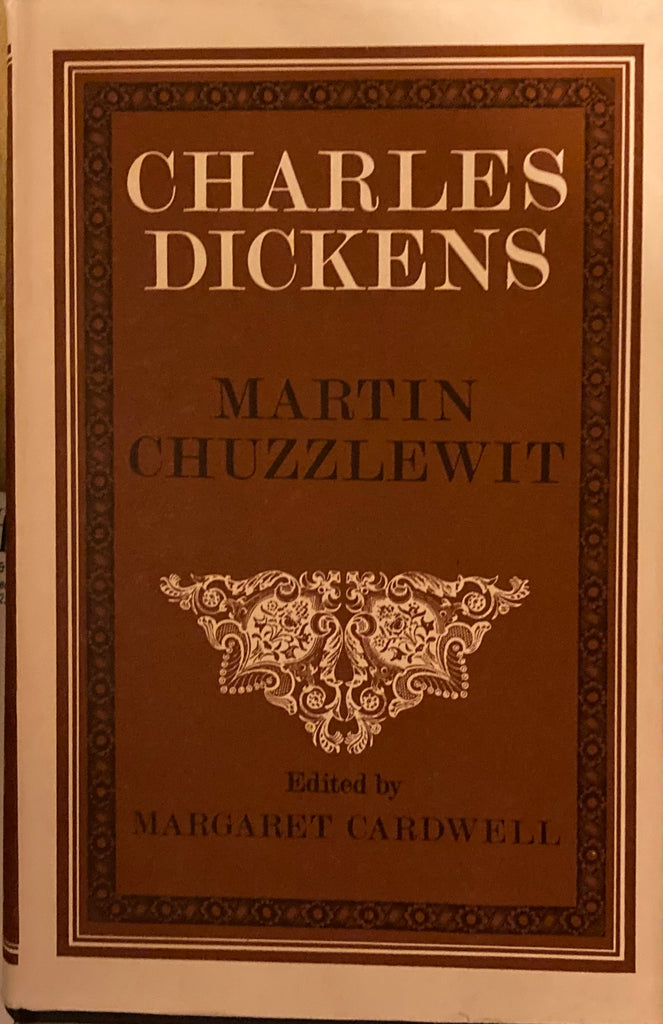 CHARLES
DICKENS
MARTIN
CHUZZLEWIT
Edited by
MARGARET CARDWELL